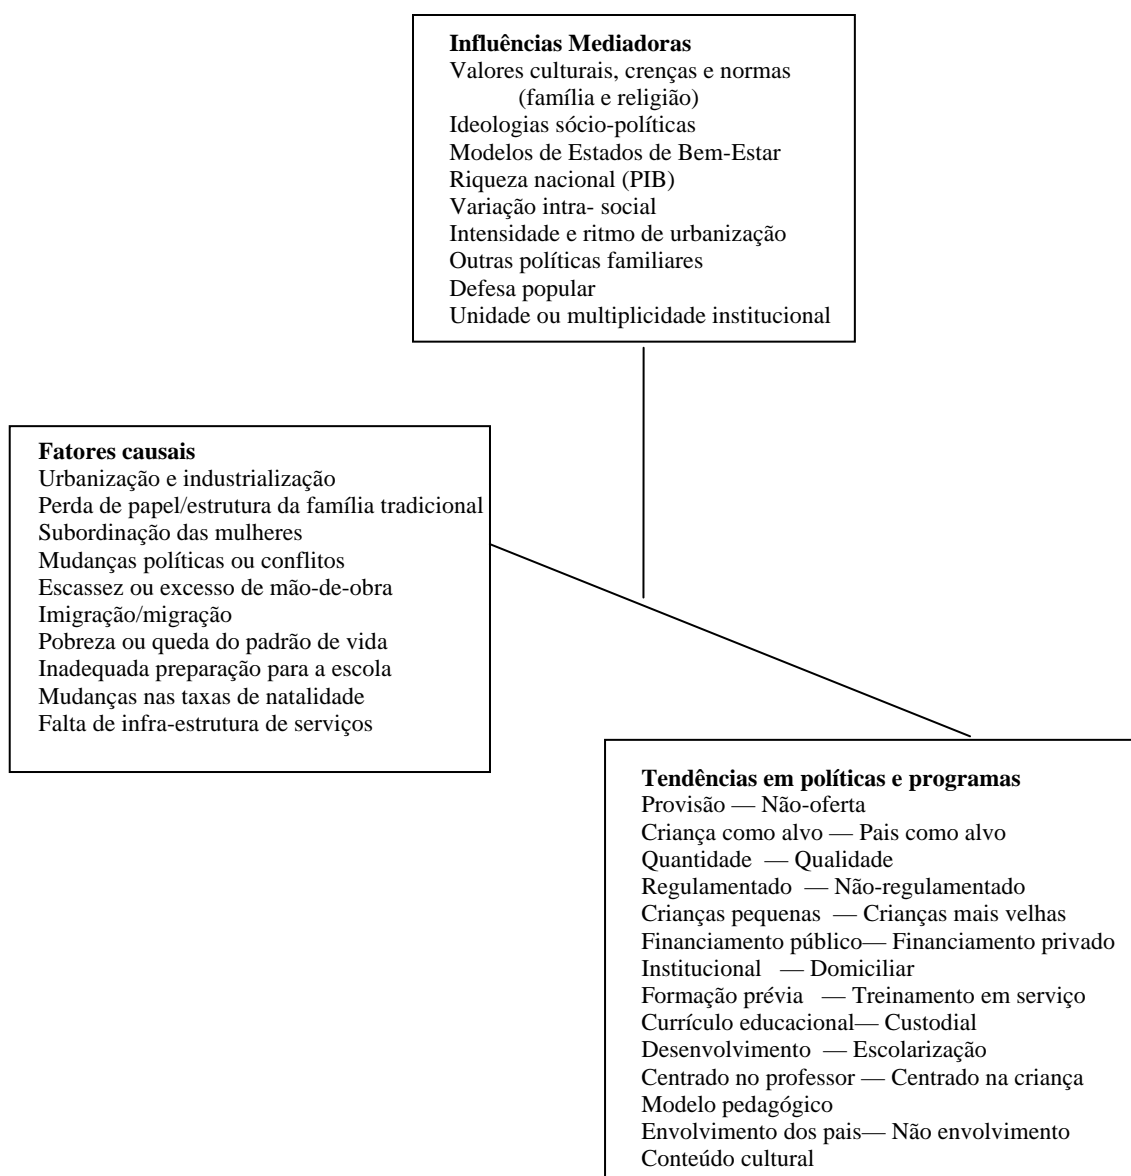 Influências Mediadoras
Valores culturais, crenças e normas
(família e religião)
Ideologias sócio-políticas
Modelos de Estados de Bem-Estar
Riqueza nacional (PIB)
Variação intra- social
Intensidade e ritmo de urbanização
Outras políticas familiares
Defesa popular
Unidade ou multiplicidade institucional
Fatores causais
Urbanização e industrialização
Perda de papel/estrutura da família tradicional
Subordinação das mulheres
Mudanças políticas ou conflitos
Escassez ou excesso de mão-de-obra
Imigração/migração
Pobreza ou queda do padrão de vida
Inadequada preparação para a escola
Mudanças nas taxas de natalidade
Falta de infra-estrutura de serviços
Tendências em políticas e programas
Provisão — Não-oferta
Criança como alvo — Pais como alvo
Quantidade — Qualidade
Regulamentado — Não-regulamentado
Crianças pequenas — Crianças mais velhas
Financiamento público— Financiamento privado
Institucional — Domiciliar
Formação prévia — Treinamento em serviço
Currículo educacional— Custodial
Desenvolvimento — Escolarização
Centrado no professor — Centrado na criança
Modelo pedagógico
Envolvimento dos pais— Não envolvimento
Conteúdo cultural